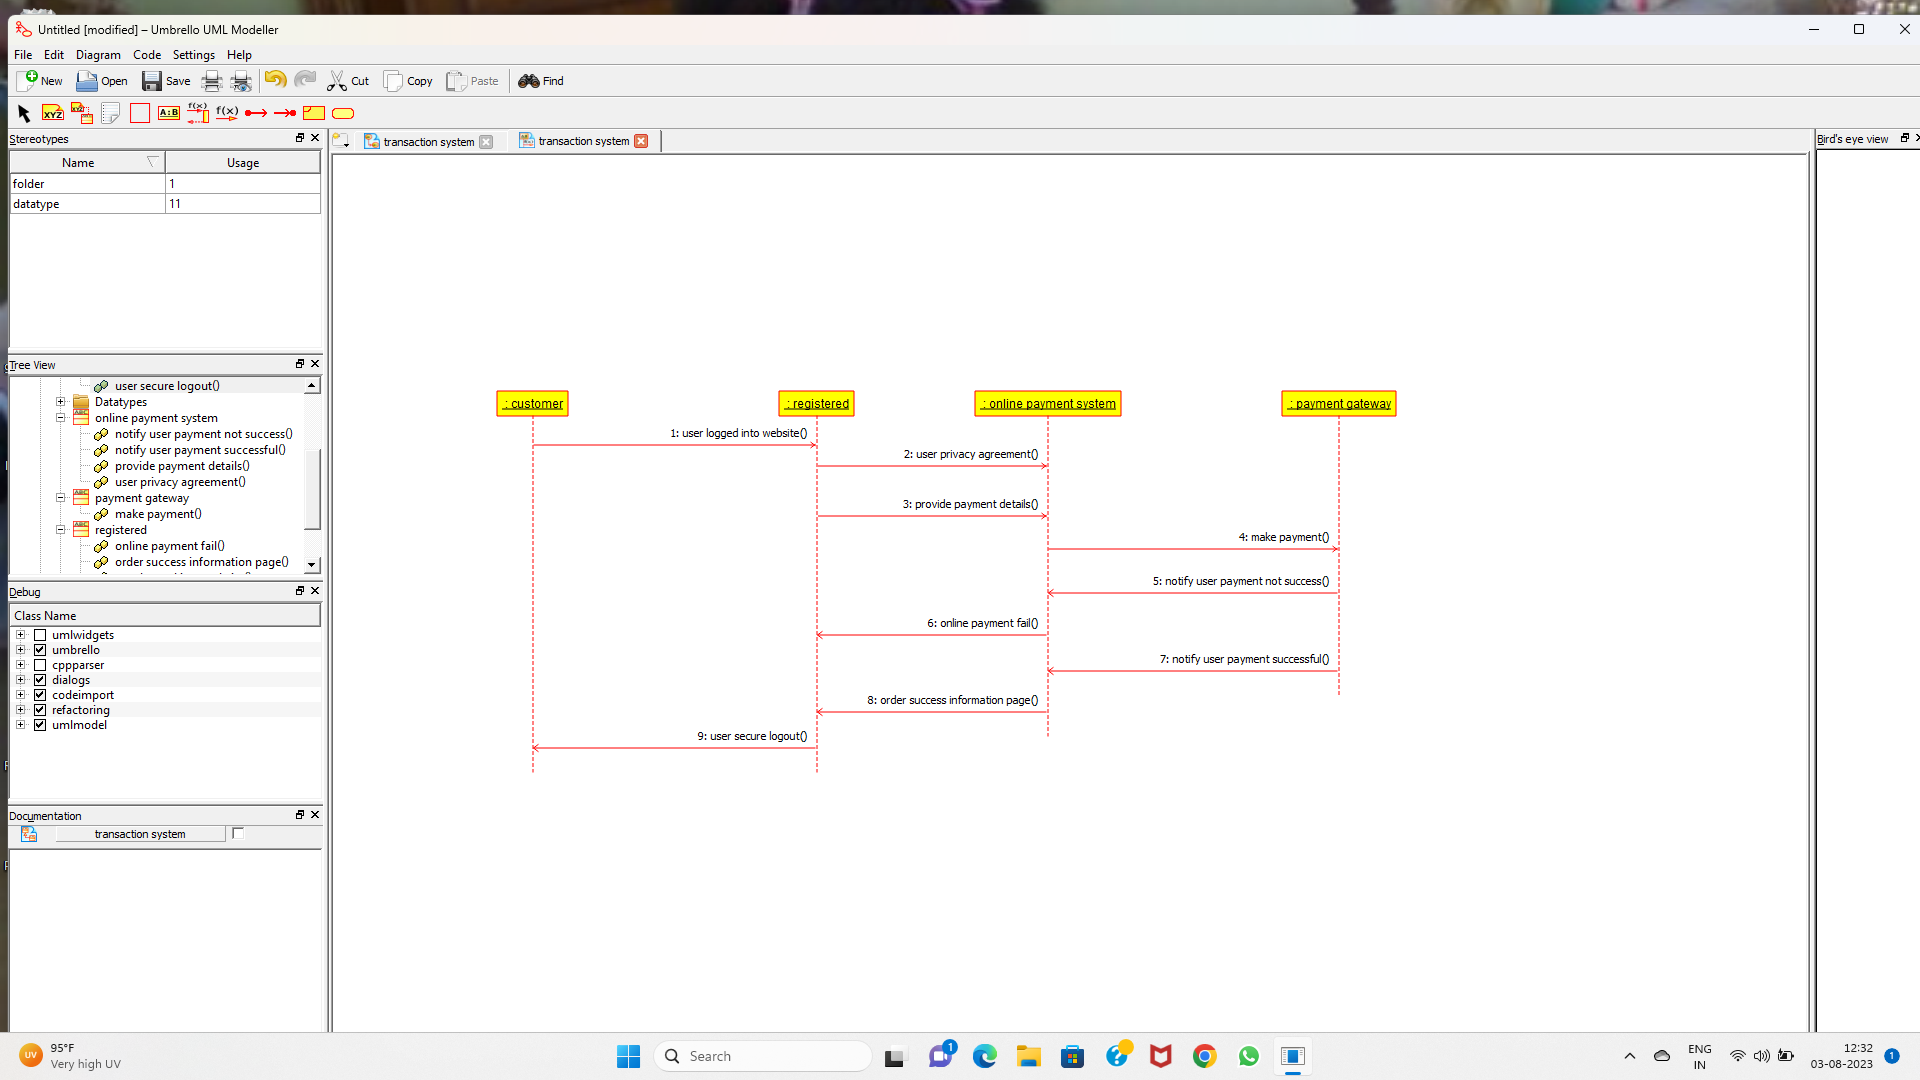 Untitled [modified] – Umbrello UML Modeller
File Edit Diagram Code Settings Help
New Open Save Cut Copy Paste Find
XYZ XYZ A:B f(x) f(x)
Stereotypes
Name Usage
folder 1
datatype 11
Tree View
user secure logout()
Datatypes
online payment system
notify user payment not success()
notify user payment successful()
provide payment details()
user privacy agreement()
payment gateway
make payment()
registered
online payment fail()
order success information page()
Debug
Class Name
umlwidgets
umbrello
cppparser
dialogs
codeimport
refactoring
umlmodel
Documentation
transaction system
transaction system transaction system
: customer : registered : online payment system : payment gateway
1: user logged into website()
2: user privacy agreement()
3: provide payment details()
4: make payment()
5: notify user payment not success()
6: online payment fail()
7: notify user payment successful()
8: order success information page()
9: user secure logout()
Bird's eye view
UV
95°F
Very high UV
Search
1
ENG
IN
12:32
03-08-2023
1